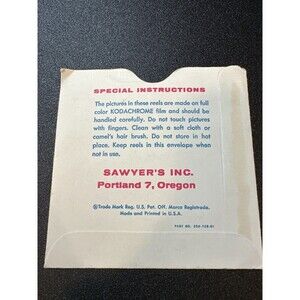 SPECIAL INSTRUCTIONS
The pictures in these reels are made on full
color KODACHROME film and should be
handled carefully. Do not touch pictures
with fingers. Clean with a soft cloth or
camel's hair brush. Do not store in hot
place. Keep reels in this envelope when
not in use.
SAWYER'S INC.
Portland 7, Oregon
®Trade Mark Reg. U.S. Pat. Off. Marca Registrada.
Made and Printed in U.S.A.
PART NO.